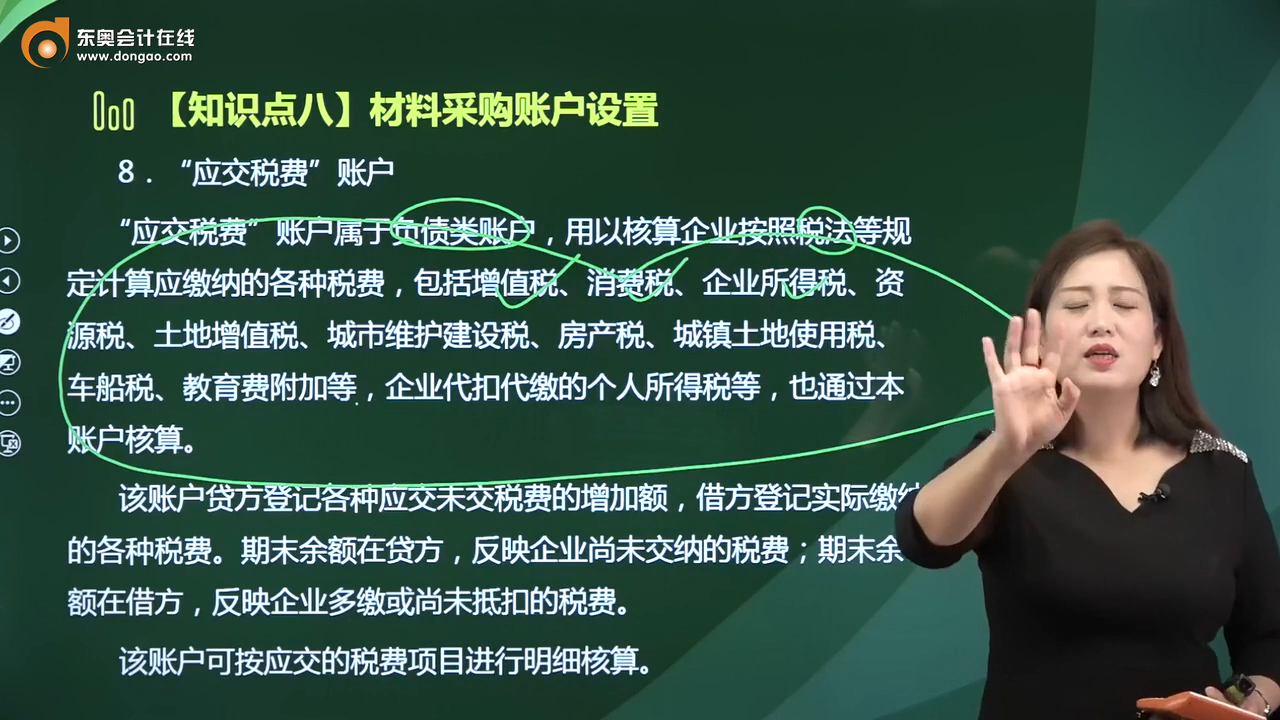 东奥会计在线
www.dongao.com
【知识点八】材料采购账户设置
8．“应交税费”账户
“应交税费”账户属于负债类账户，用以核算企业按照税法等规
定计算应缴纳的各种税费，包括增值税、消费税、企业所得税、资
源税、土地增值税、城市维护建设税、房产税、城镇土地使用税、
车船税、教育费附加等，企业代扣代缴的个人所得税等，也通过本
账户核算。
该账户贷方登记各种应交未交税费的增加额，借方登记实际缴纳
的各种税费。期末余额在贷方，反映企业尚未交纳的税费；期末余
额在借方，反映企业多缴或尚未抵扣的税费。
该账户可按应交的税费项目进行明细核算。